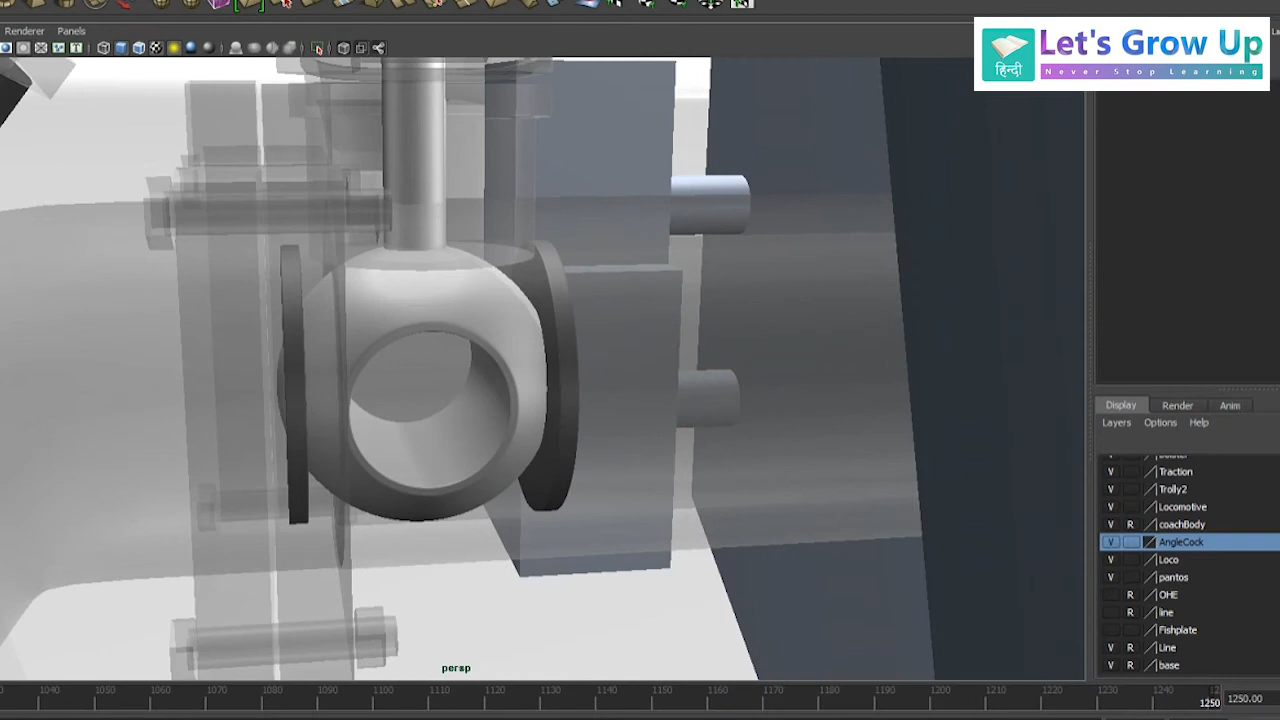 Renderer Panels
Let's Grow Up
हिन्दी
Never Stop Learning
Display Render Anim
Layers Options Help
V Traction
V Trolly2
V Locomotive
V R coachBody
V AngleCock
V Loco
V pantos
R OHE
R line
Fishplate
V R Line
V R base
persp
1040 1050 1060 1070 1080 1090 1100 1110 1120 1130 1140 1150 1160 1170 1180 1190 1200 1210 1220 1230 1240
1250 1250.00